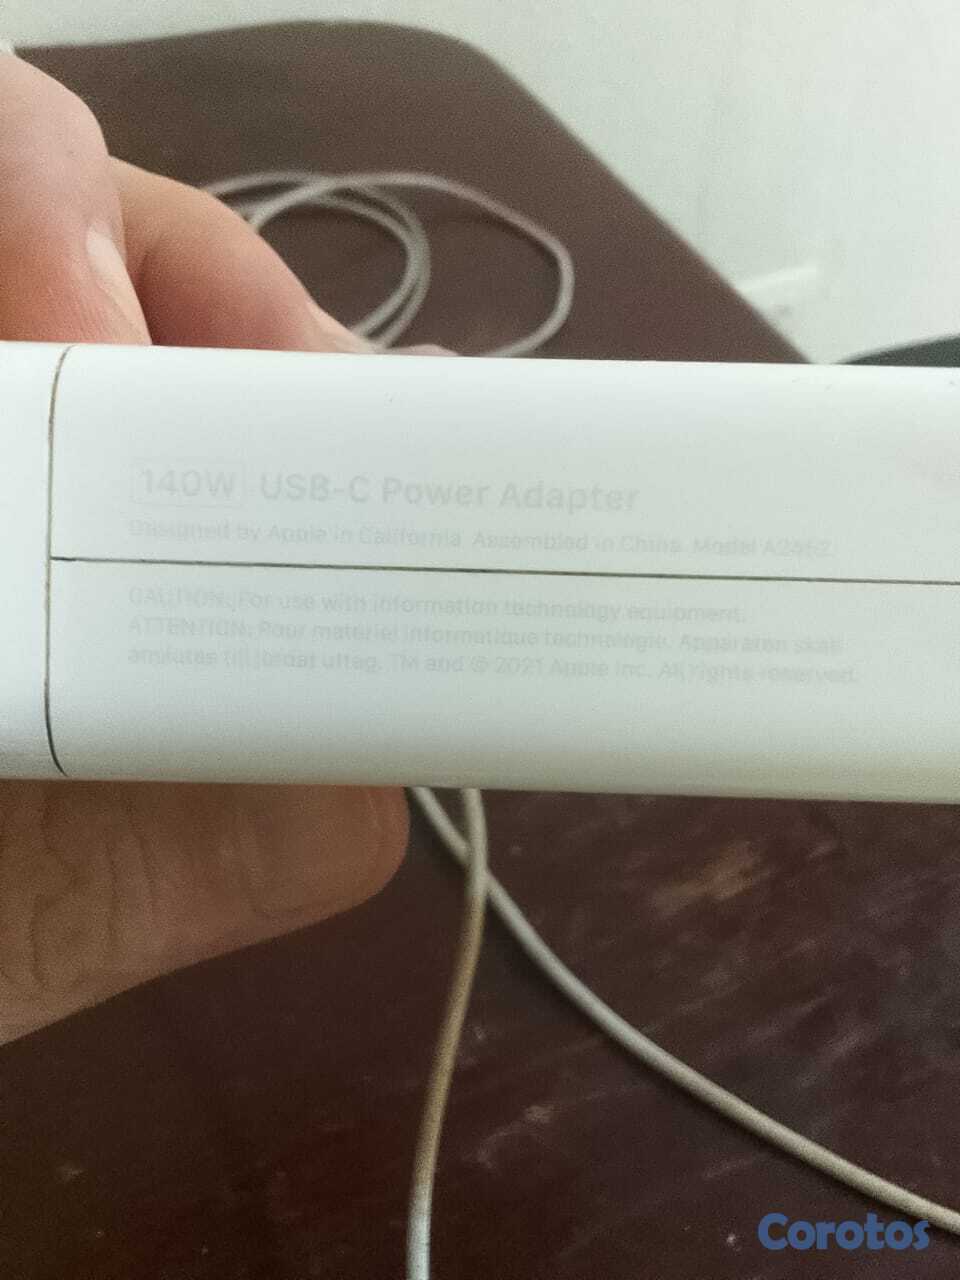 140W USB-C Power Adapter
Designed by Apple in California Assembled in China Model
CAUTION: For use with information technology equipment.
ATTENTION: Pour matériel informatique technologie. Apparaten skall
anslutas till jordat uttag. TM and © 2021 Apple Inc. All rights reserved.
Corotos